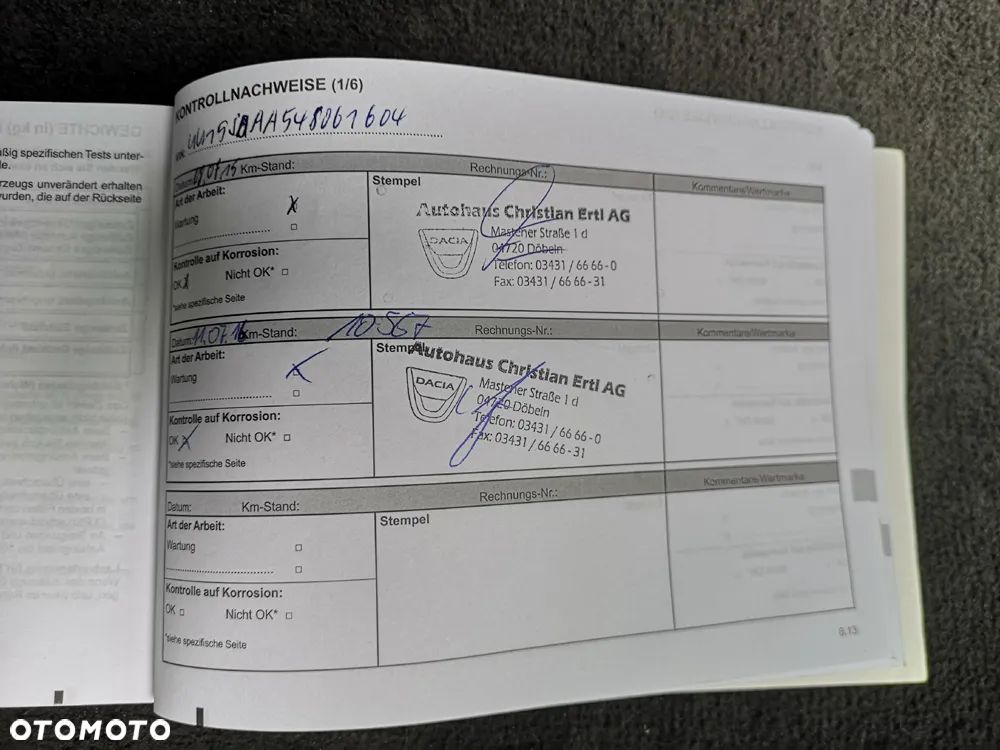 KONTROLLNACHWEISE (1/6)
VIN:
Datum: Km-Stand: Rechnungs-Nr.: Kommentare/Wertmarke
Art der Arbeit: X
Wartung
Kontrolle auf Korrosion:
OK X Nicht OK*
*siehe spezifische Seite
Stempel
Autohaus Christian Ertl AG
DACIA
Mastener Straße 1 d
04720 Döbeln
Telefon: 03431 / 66 66 - 0
Fax: 03431 / 66 66 - 31
Datum: 11.07.16 Km-Stand: 10567 Rechnungs-Nr.: Kommentare/Wertmarke
Art der Arbeit:
Wartung X
Kontrolle auf Korrosion:
OK X Nicht OK*
*siehe spezifische Seite
Stempel
Autohaus Christian Ertl AG
DACIA
Mastener Straße 1 d
04720 Döbeln
Telefon: 03431 / 66 66 - 0
Fax: 03431 / 66 66 - 31
Datum: Km-Stand: Rechnungs-Nr.: Kommentare/Wertmarke
Art der Arbeit:
Wartung
Kontrolle auf Korrosion:
OK Nicht OK*
*siehe spezifische Seite
Stempel
6.13
spezifischen Tests unter-
unverändert erhalten
die auf der Rückseite
GEWICHTE (in kg)
OTOMOTO